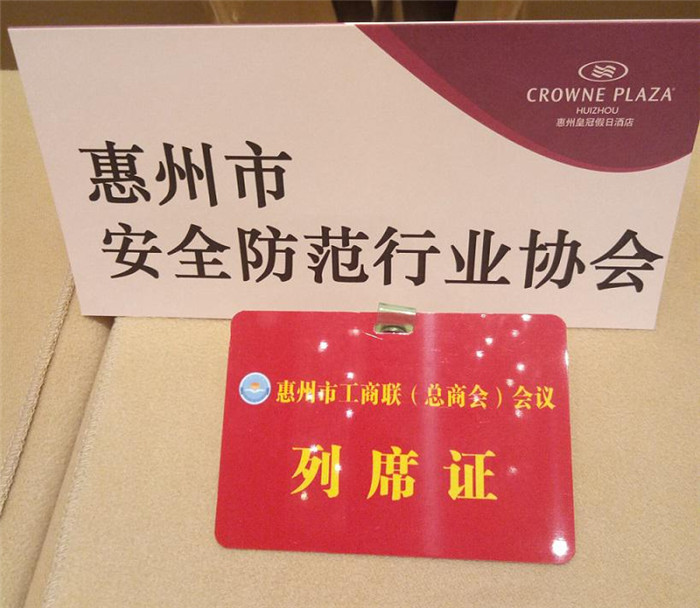 CROWNE PLAZA
HUIZHOU
惠州皇冠假日酒店
惠州市
安全防范行业协会
惠州市工商联（总商会）会议
列席证